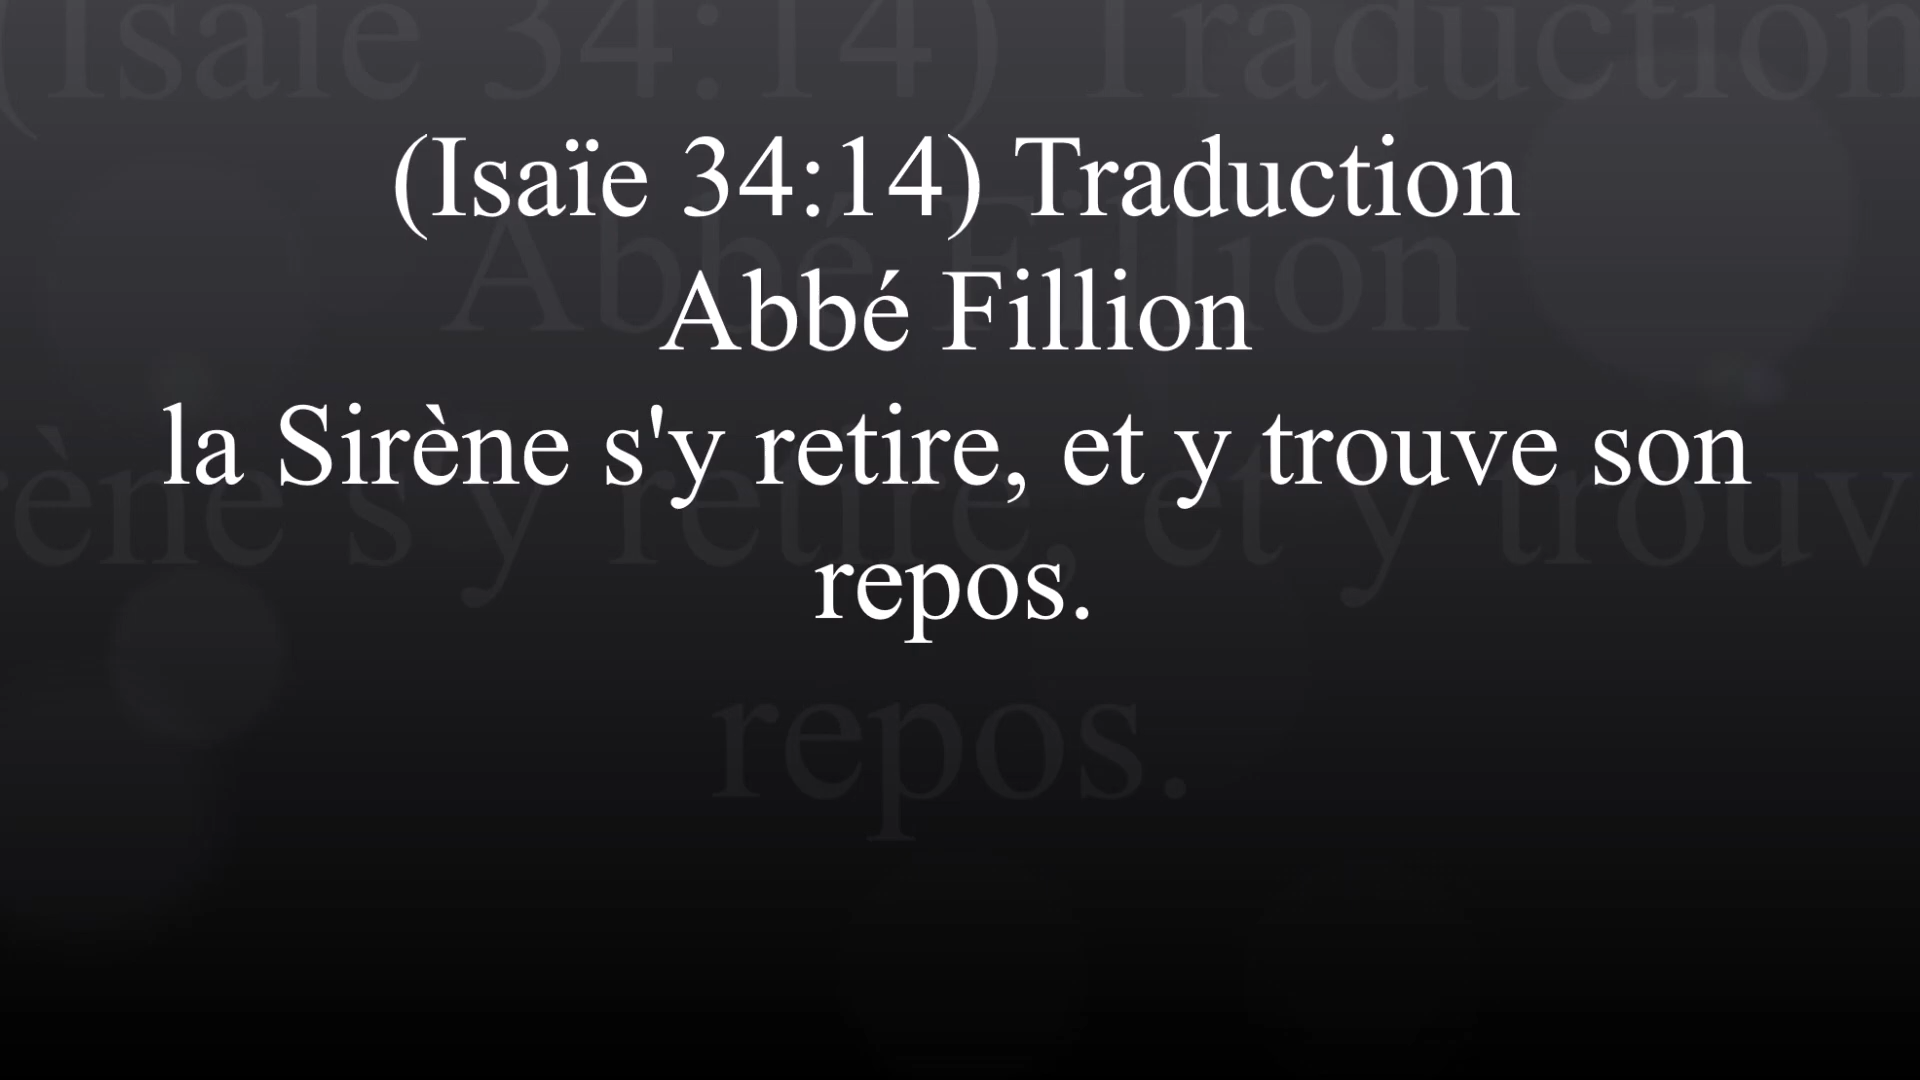 (Isaïe 34:14) Traduction
Abbé Fillion
la Sirène s'y retire, et y trouve son
repos.